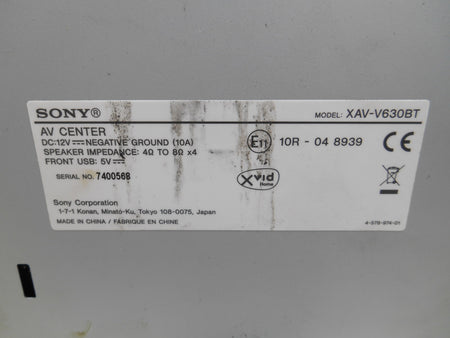 SONY®
MODEL: XAV-V630BT
AV CENTER
DC:12V⎓NEGATIVE GROUND (10A)
SPEAKER IMPEDANCE: 4Ω TO 8Ω x4
FRONT USB: 5V⎓
E11 10R - 04 8939
CE
SERIAL NO. 7400568
Xvid
Home
Sony Corporation
1-7-1 Konan, Minato-Ku, Tokyo 108-0075, Japan
MADE IN CHINA / FABRIQUÉ EN CHINE
4-579-974-01